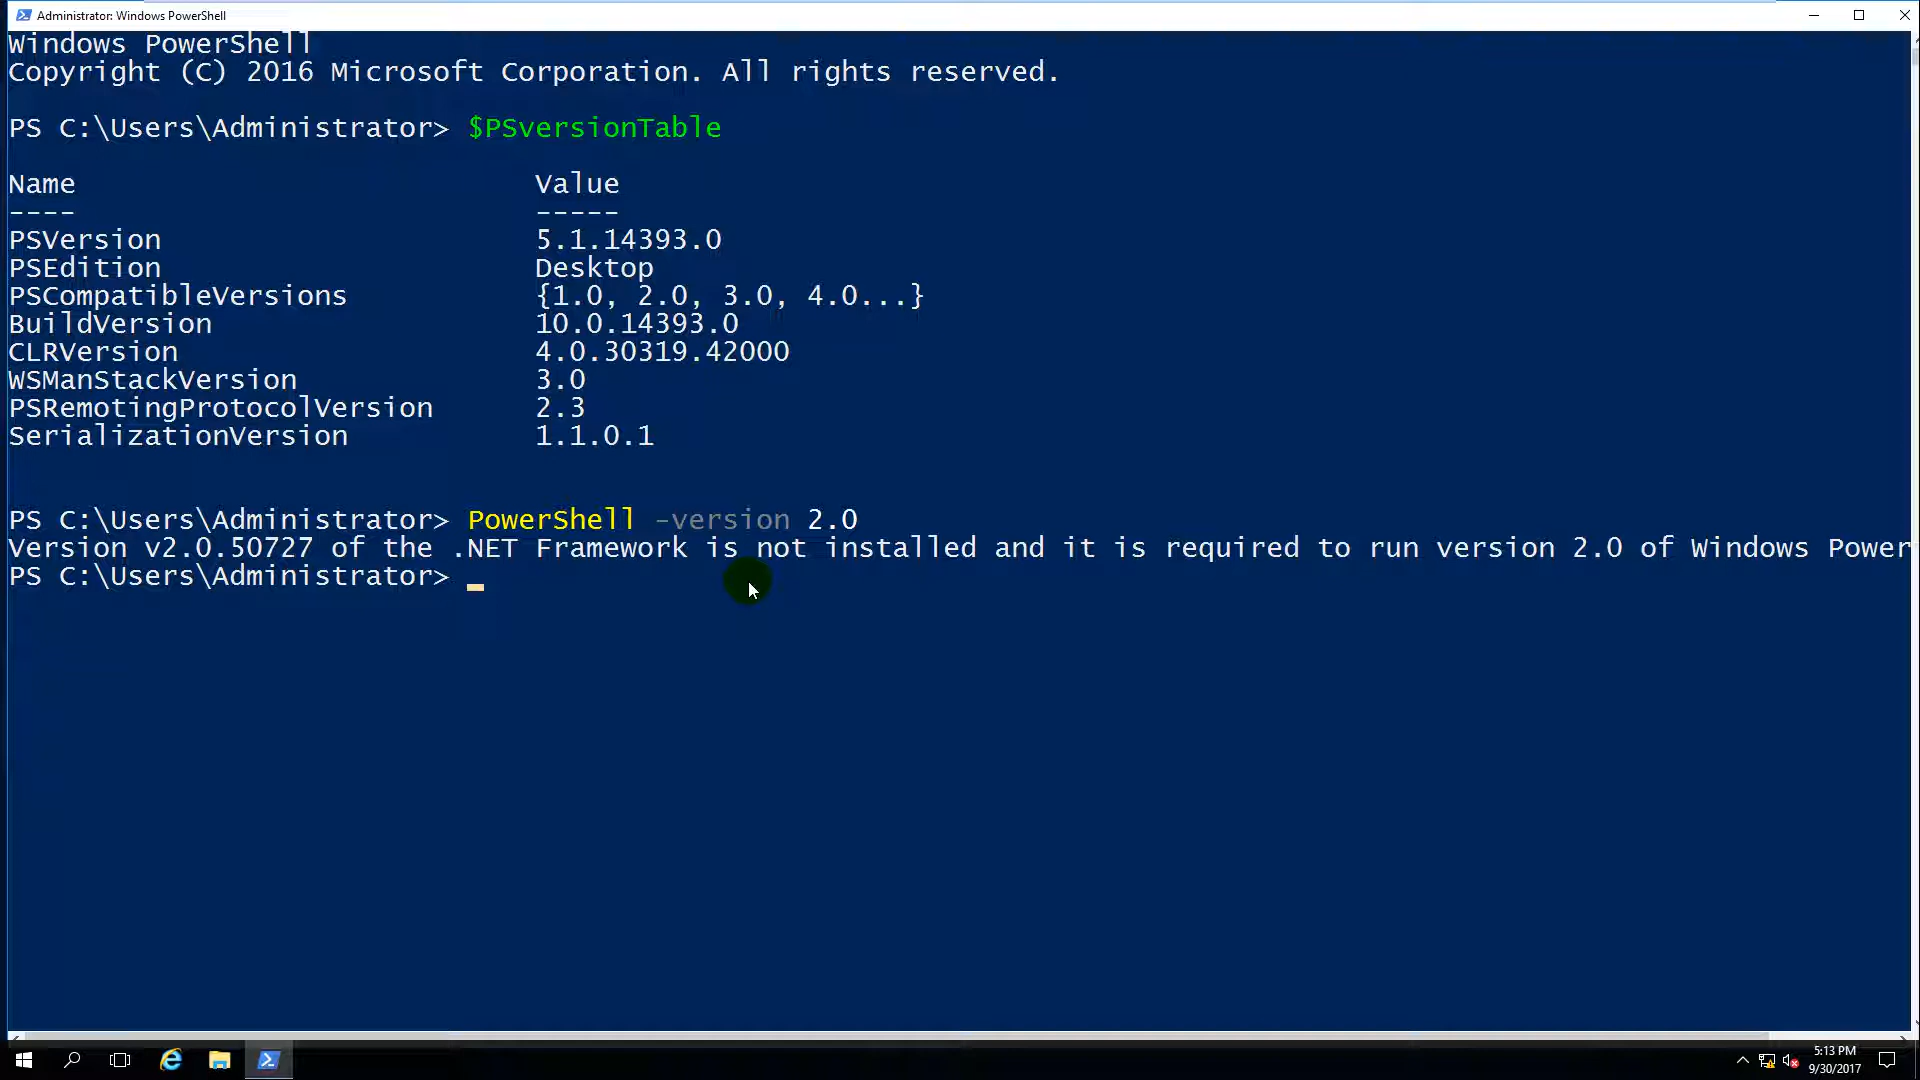 Administrator: Windows PowerShell
Windows PowerShell
Copyright (C) 2016 Microsoft Corporation. All rights reserved.
PS C:\Users\Administrator> $PSversionTable
Name Value
---- -----
PSVersion 5.1.14393.0
PSEdition Desktop
PSCompatibleVersions {1.0, 2.0, 3.0, 4.0...}
BuildVersion 10.0.14393.0
CLRVersion 4.0.30319.42000
WSManStackVersion 3.0
PSRemotingProtocolVersion 2.3
SerializationVersion 1.1.0.1
PS C:\Users\Administrator> PowerShell -version 2.0
Version v2.0.50727 of the .NET Framework is not installed and it is required to run version 2.0 of Windows Power
PS C:\Users\Administrator> _
5:13 PM
9/30/2017